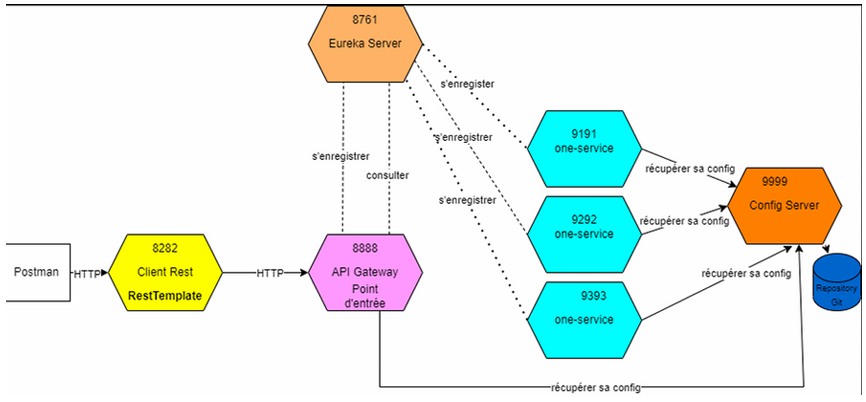 8761
Eureka Server
s'enregister
s'enregistrer
s'enregistrer
s'enregistrer
consulter
9191
one-service
9292
one-service
9393
one-service
récupérer sa config
récupérer sa config
récupérer sa config
9999
Config Server
Repository
Git
Postman
HTTP
8282
Client Rest
RestTemplate
HTTP
8888
API Gateway
Point
d'entrée
récupérer sa config